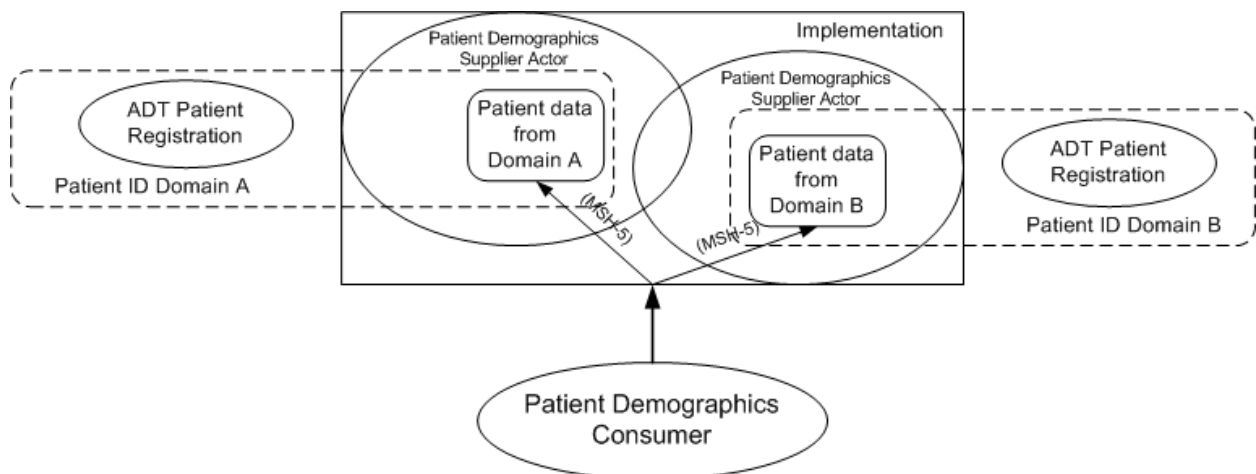 Implementation
Patient Demographics
Supplier Actor
Patient Demographics
Supplier Actor
ADT Patient
Registration
Patient ID Domain A
Patient data
from
Domain A
Patient data
from
Domain B
ADT Patient
Registration
Patient ID Domain B
(MSH-5)
(MSH-5)
Patient Demographics
Consumer